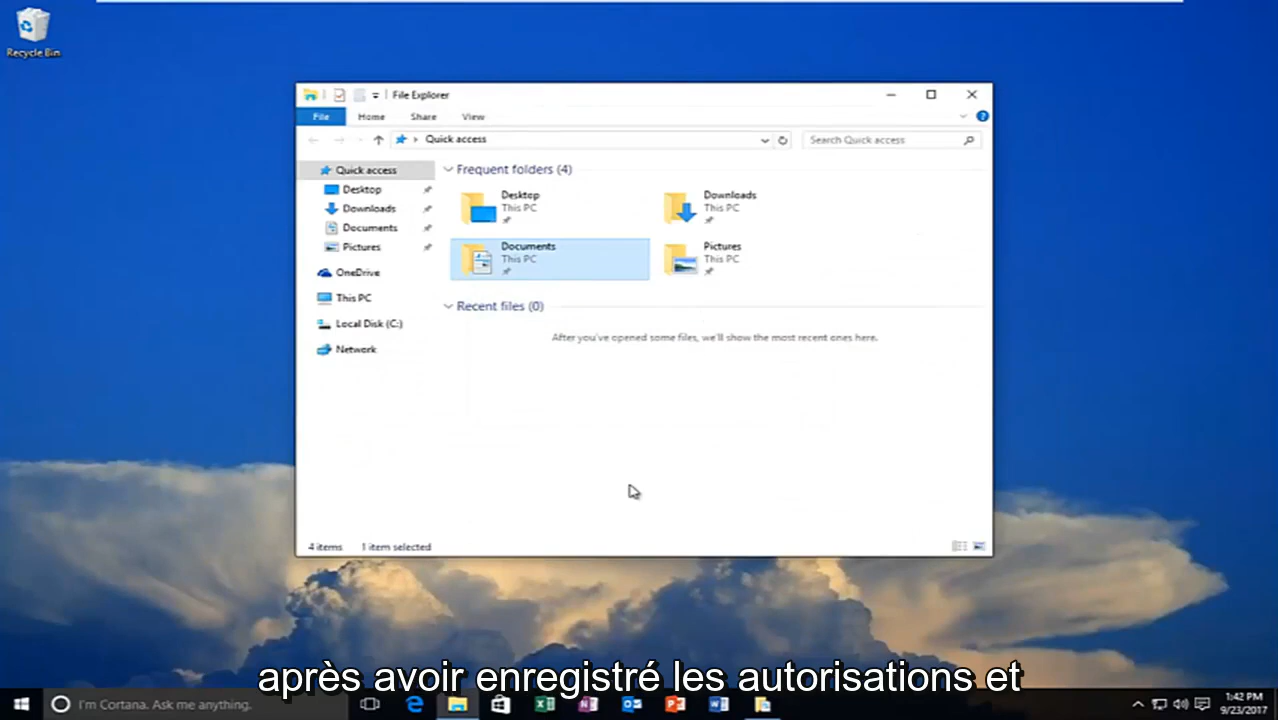 Recycle Bin
File Explorer
File Home Share View
Quick access
Search Quick access
Quick access
Desktop
Downloads
Documents
Pictures
OneDrive
This PC
Local Disk (C:)
Network
Frequent folders (4)
Desktop
This PC
Downloads
This PC
Documents
This PC
Pictures
This PC
Recent files (0)
After you've opened some files, we'll show the most recent ones here.
4 items 1 item selected
après avoir enregistré les autorisations et
I'm Cortana. Ask me anything.
1:42 PM
9/23/2017